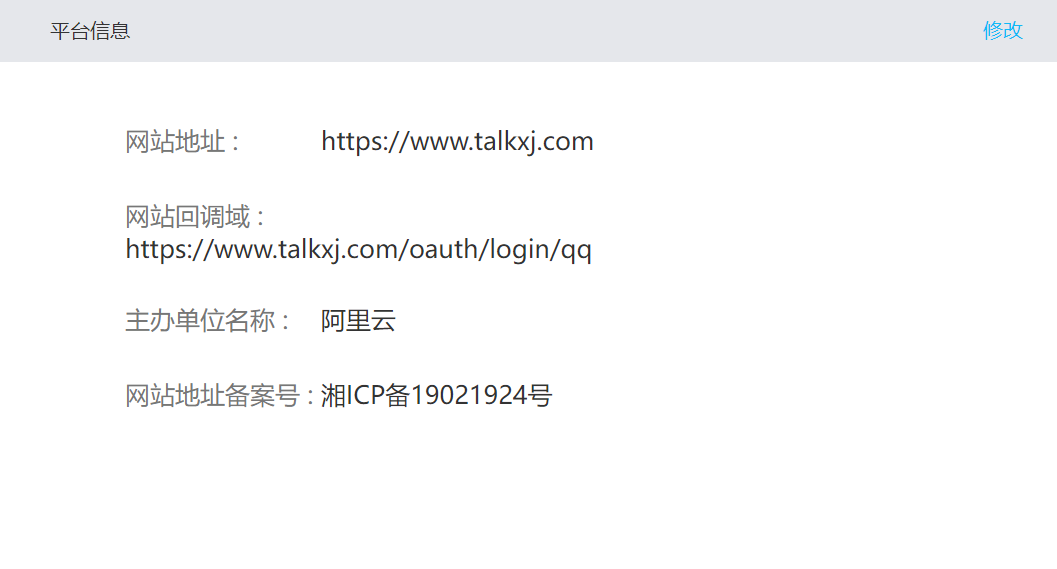 平台信息 修改
网站地址： https://www.talkxj.com
网站回调域：
https://www.talkxj.com/oauth/login/qq
主办单位名称： 阿里云
网站地址备案号： 湘ICP备19021924号